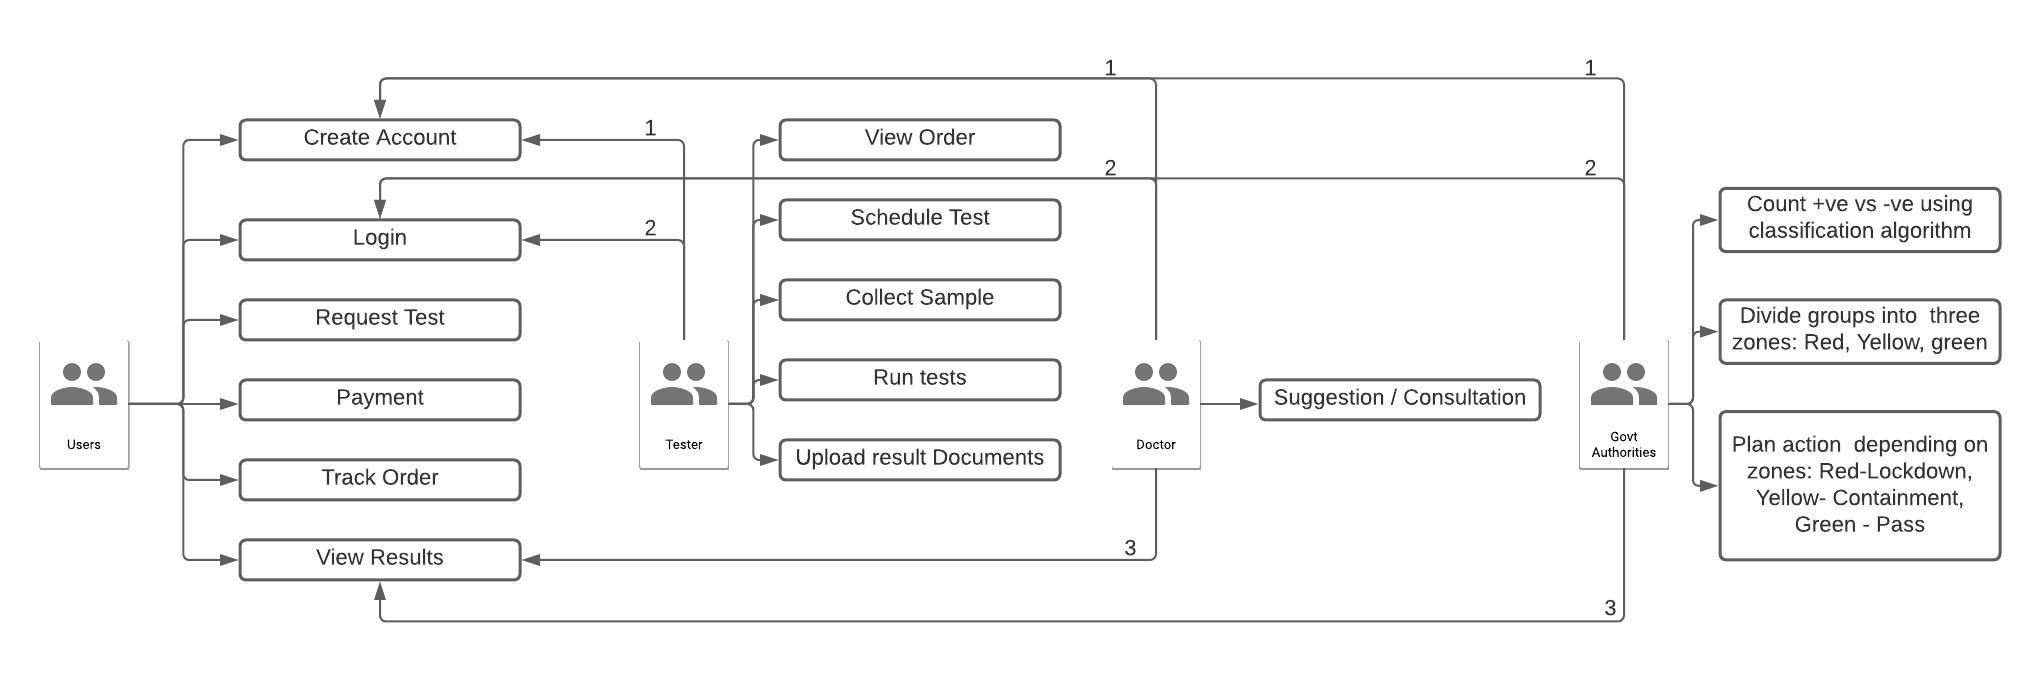 1
1
Create Account
1
View Order
2
2
Login
2
Schedule Test
Count +ve vs -ve using
classification algorithm
Request Test
Collect Sample
Divide groups into three
zones: Red, Yellow, green
Users
Payment
Tester
Run tests
Doctor
Suggestion / Consultation
Govt
Authorities
Track Order
Upload result Documents
Plan action depending on
zones: Red-Lockdown,
Yellow- Containment,
Green - Pass
View Results
3
3